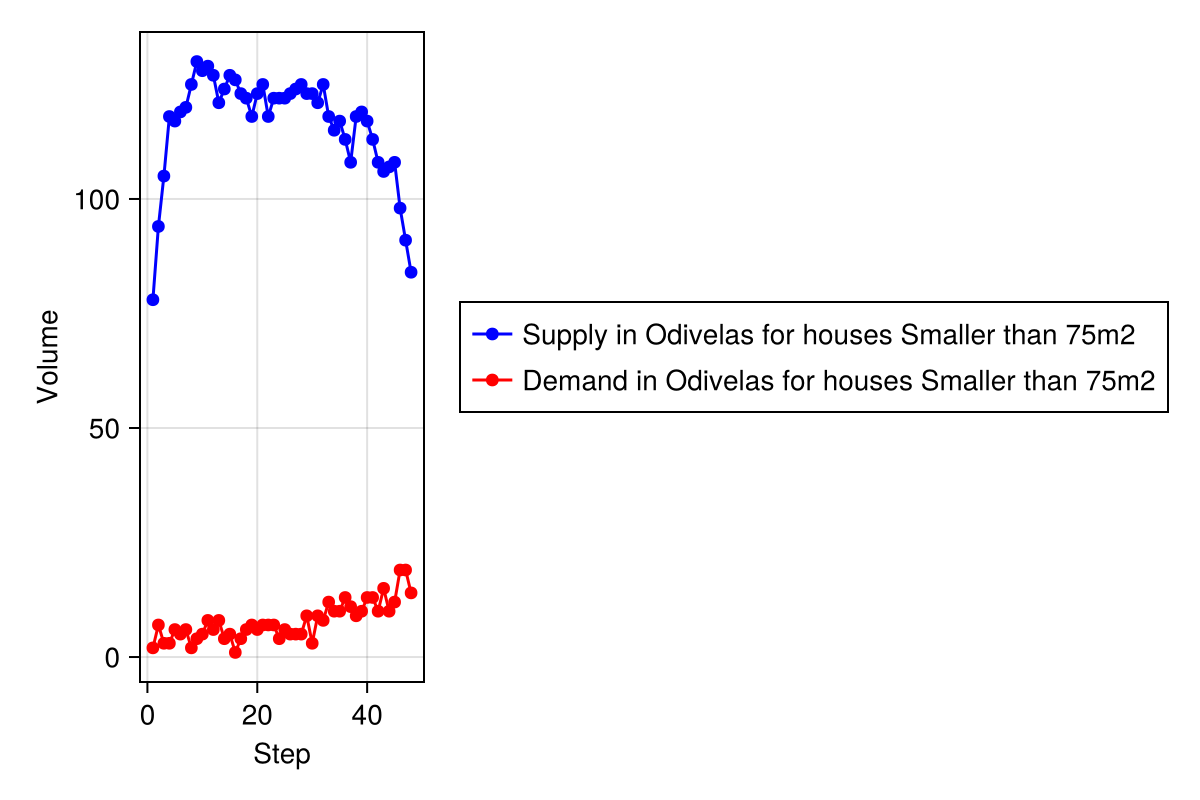 Volume
100
50
0
0 20 40
Step
Supply in Odivelas for houses Smaller than 75m2
Demand in Odivelas for houses Smaller than 75m2